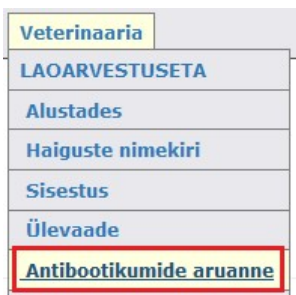 Veterinaaria
LAOARVESTUSETA
Alustades
Haiguste nimekiri
Sisestus
Ülevaade
Antibootikumide aruanne